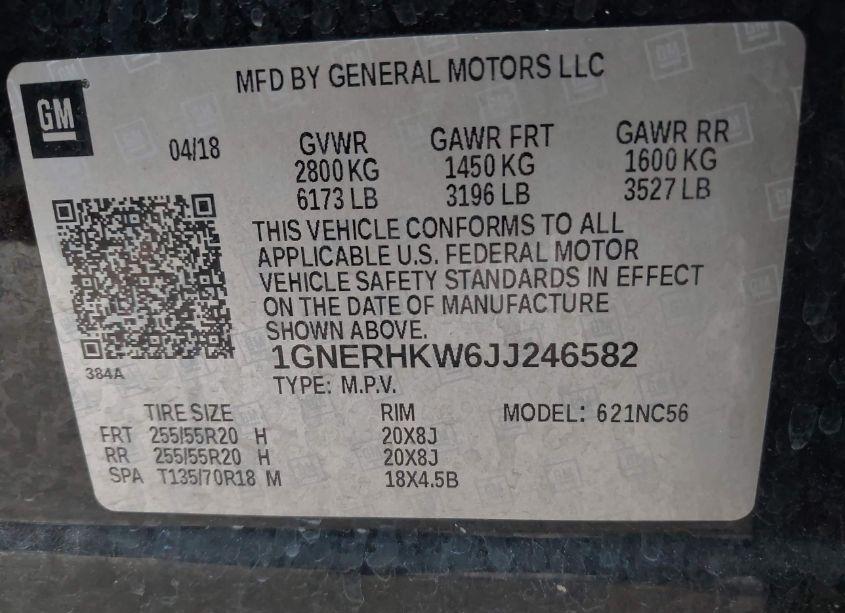 MFD BY GENERAL MOTORS LLC
GM
04/18 GVWR GAWR FRT GAWR RR
2800 KG 1450 KG 1600 KG
6173 LB 3196 LB 3527 LB
THIS VEHICLE CONFORMS TO ALL
APPLICABLE U.S. FEDERAL MOTOR
VEHICLE SAFETY STANDARDS IN EFFECT
ON THE DATE OF MANUFACTURE
SHOWN ABOVE.
1GNERHKW6JJ246582
384A
TYPE: M.P.V.
TIRE SIZE RIM MODEL: 621NC56
FRT 255/55R20 H 20X8J
RR 255/55R20 H 20X8J
SPA T135/70R18 M 18X4.5B